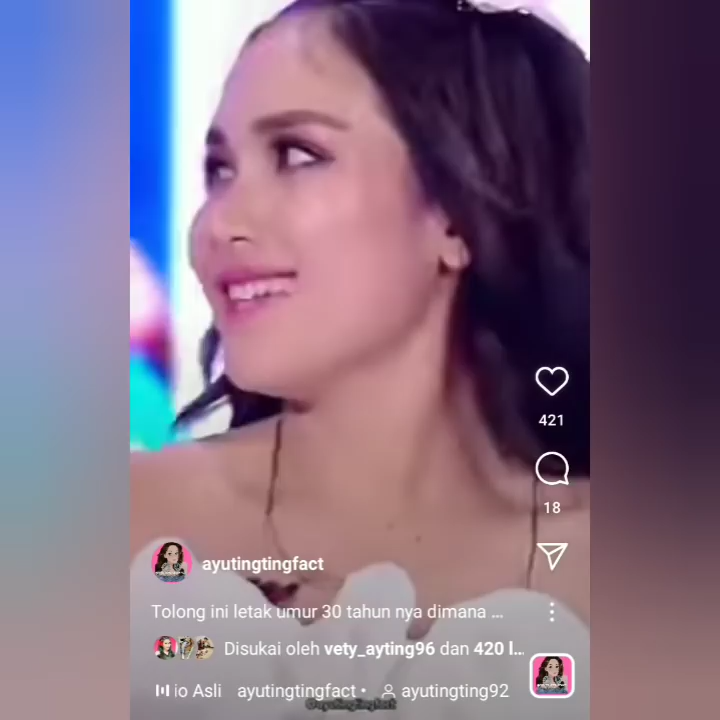 421
18
ayutingtingfact
Tolong ini letak umur 30 tahun nya dimana ...
Disukai oleh vety_ayting96 dan 420 l...
io Asli ayutingtingfact • ayutingting92
@ayutingtingfact